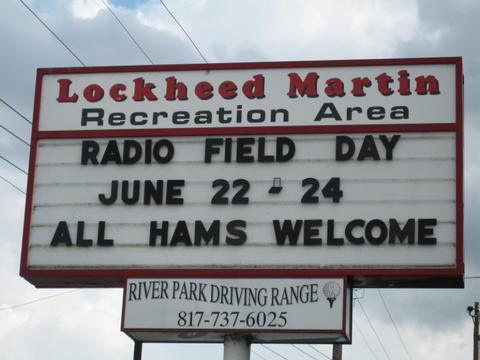 Lockheed Martin
Recreation Area
RADIO FIELD DAY
JUNE 22 - 24
ALL HAMS WELCOME
RIVER PARK DRIVING RANGE
817-737-6025